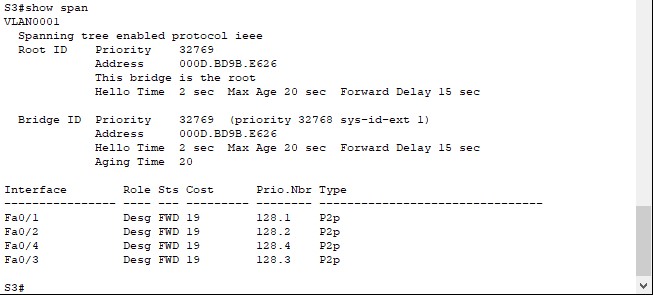 S3#show span
VLAN0001
  Spanning tree enabled protocol ieee
  Root ID    Priority    32769
             Address     000D.BD9B.E626
             This bridge is the root
             Hello Time  2 sec  Max Age 20 sec  Forward Delay 15 sec

  Bridge ID  Priority    32769  (priority 32768 sys-id-ext 1)
             Address     000D.BD9B.E626
             Hello Time  2 sec  Max Age 20 sec  Forward Delay 15 sec
             Aging Time  20

Interface        Role Sts Cost      Prio.Nbr Type
---------------- ---- --- --------- -------- --------------------------------
Fa0/1            Desg FWD 19        128.1    P2p
Fa0/2            Desg FWD 19        128.2    P2p
Fa0/4            Desg FWD 19        128.4    P2p
Fa0/3            Desg FWD 19        128.3    P2p

S3#